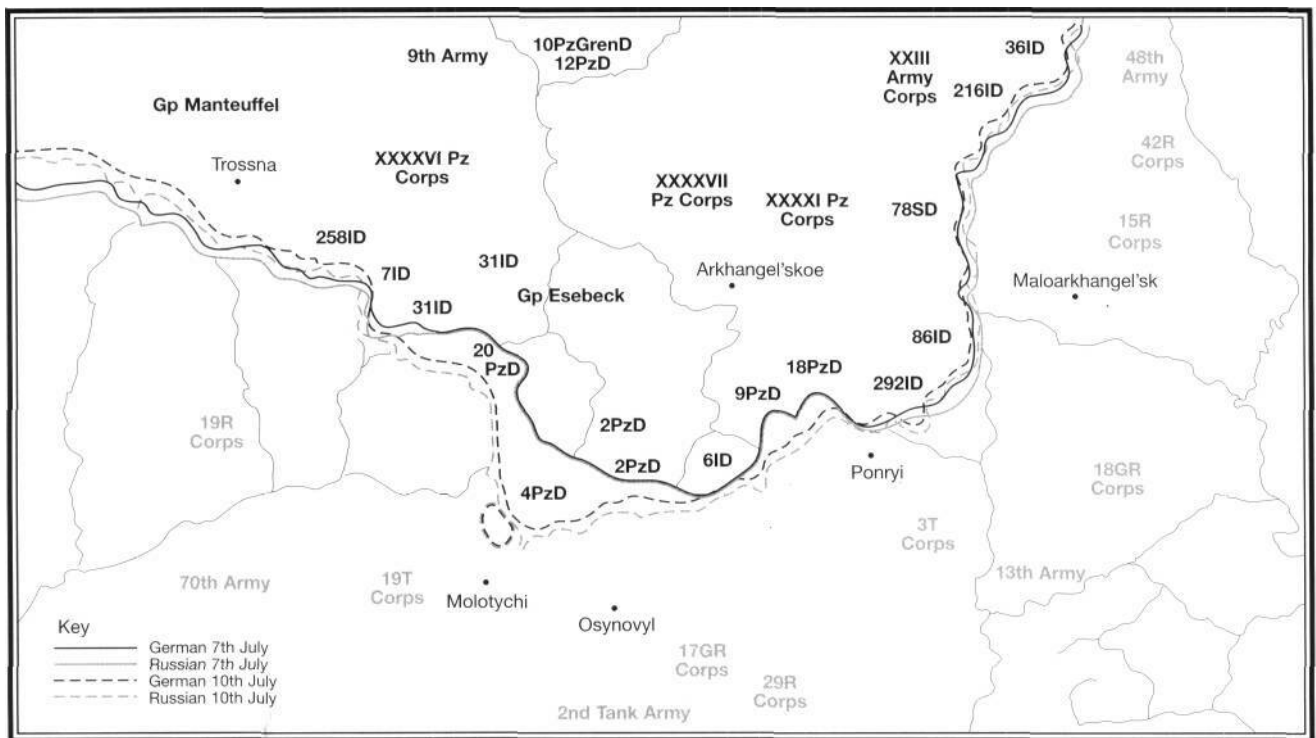 9th Army
10PzGrenD
12PzD
XXIII
Army
Corps
36ID
48th
Army
Gp Manteuffel
216ID
42R
Corps
Trossna
XXXXVI Pz
Corps
XXXXVII
Pz Corps
XXXXI Pz
Corps
78SD
15R
Corps
258ID
7ID
31ID
31ID
Gp Esebeck
Arkhangel'skoe
Maloarkhangel'sk
20
PzD
18PzD
86ID
9PzD
292ID
19R
Corps
2PzD
2PzD
6ID
Ponryi
18GR
Corps
4PzD
3T
Corps
70th Army
19T
Corps
Molotychi
Osynovyl
13th Army
17GR
Corps
29R
Corps
2nd Tank Army
Key
German 7th July
Russian 7th July
German 10th July
Russian 10th July